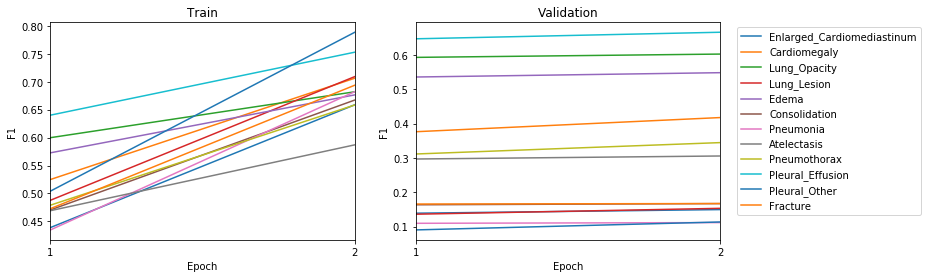 Train
0.80
0.75
0.70
0.65
0.60
0.55
0.50
0.45
F1
1
2
Epoch
Validation
0.6
0.5
0.4
0.3
0.2
0.1
F1
1
2
Epoch
Enlarged_Cardiomediastinum
Cardiomegaly
Lung_Opacity
Lung_Lesion
Edema
Consolidation
Pneumonia
Atelectasis
Pneumothorax
Pleural_Effusion
Pleural_Other
Fracture